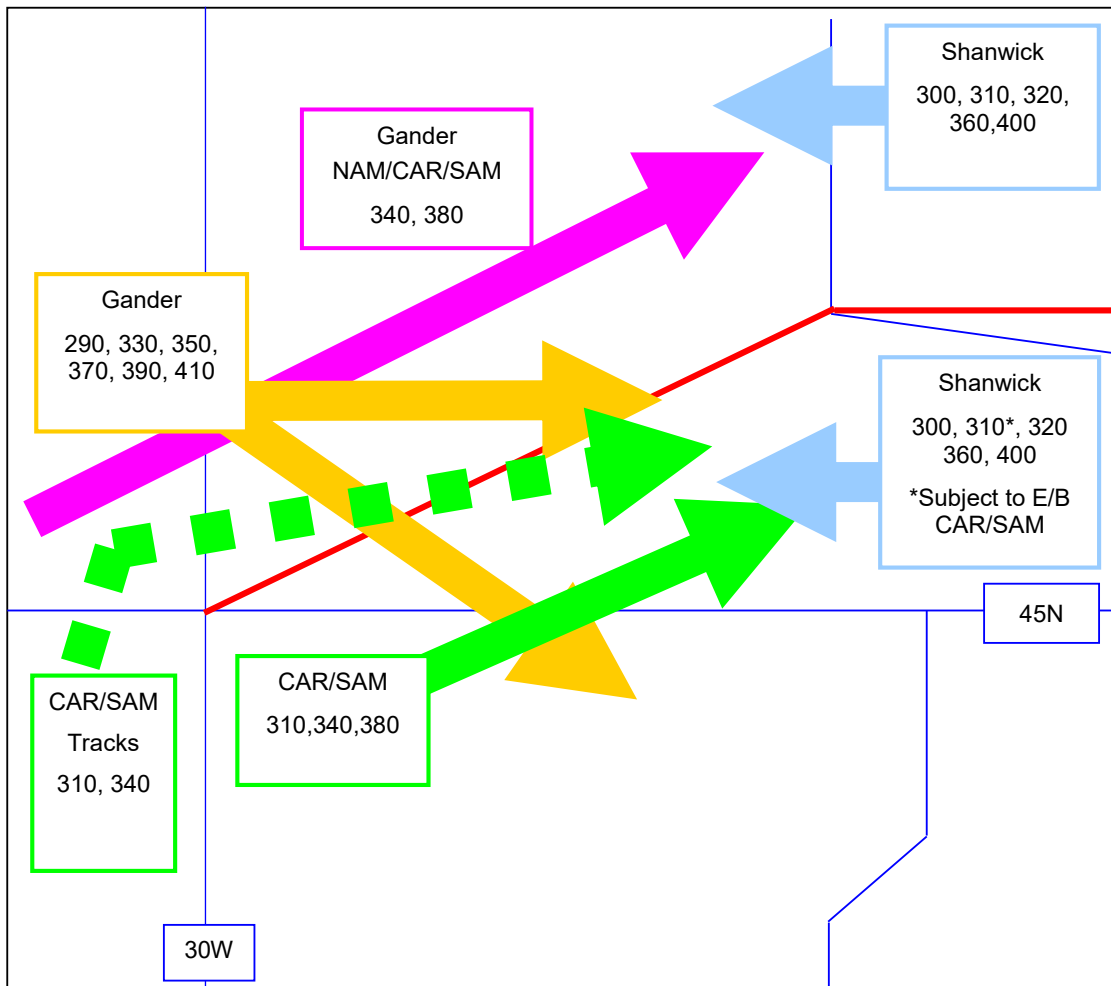 Shanwick
300, 310, 320,
360,400
Gander
NAM/CAR/SAM
340, 380
Gander
290, 330, 350,
370, 390, 410
Shanwick
300, 310*, 320
360, 400
*Subject to E/B
CAR/SAM
45N
CAR/SAM
310,340,380
CAR/SAM
Tracks
310, 340
30W